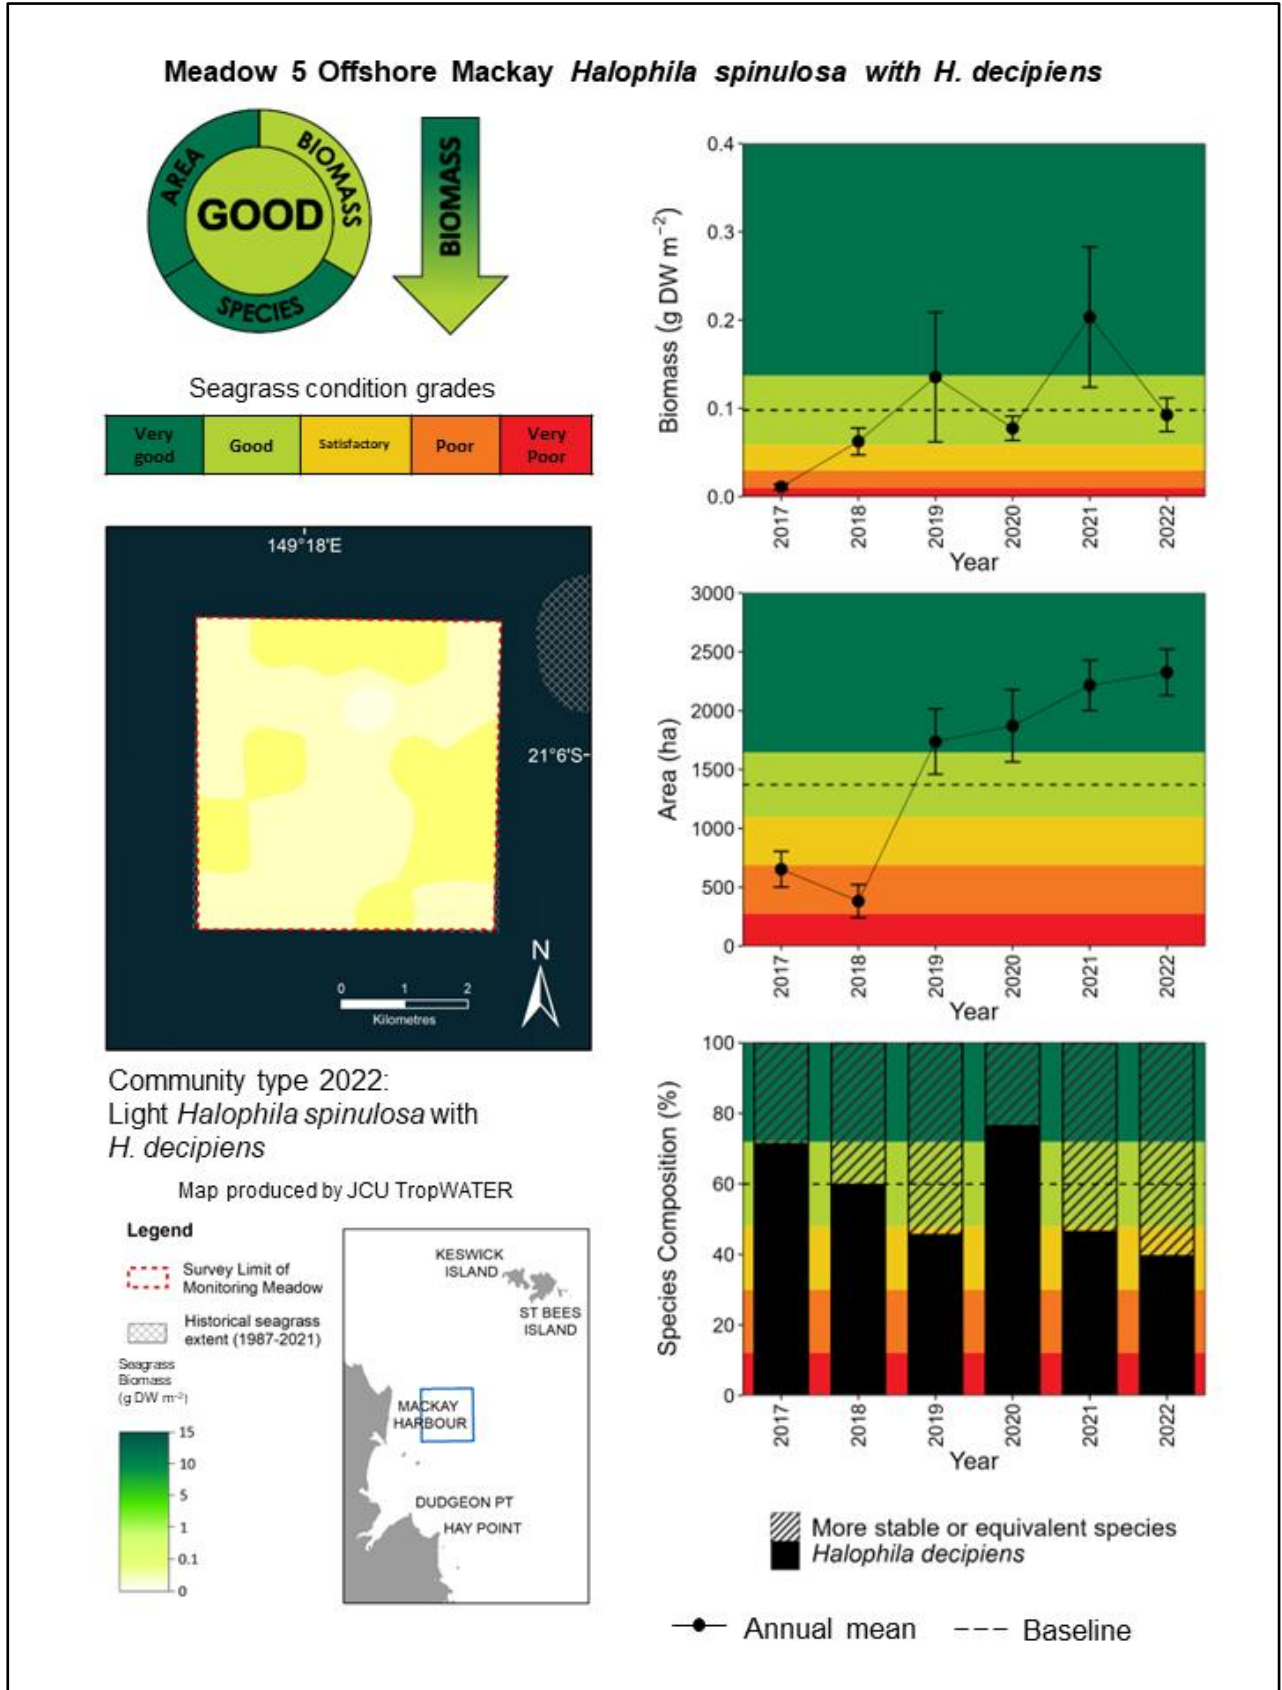 Meadow 5 Offshore Mackay Halophila spinulosa with H. decipiens
AREA
BIOMASS
GOOD
SPECIES
BIOMASS
Seagrass condition grades
Very good
Good
Satisfactory
Poor
Very Poor
149°18'E
21°6'S
N
0 1 2
Kilometres
Community type 2022:
Light Halophila spinulosa with
H. decipiens
Map produced by JCU TropWATER
Legend
Survey Limit of
Monitoring Meadow
Historical seagrass
extent (1987-2021)
Seagrass
Biomass
(g DW m⁻²)
15
10
5
1
0.1
0
KESWICK
ISLAND
ST BEES
ISLAND
MACKAY
HARBOUR
DUDGEON PT
HAY POINT
Biomass (g DW m⁻²)
0.4
0.3
0.2
0.1
0.0
2017 2018 2019 2020 2021 2022
Year
Area (ha)
3000
2500
2000
1500
1000
500
0
2017 2018 2019 2020 2021 2022
Year
Species Composition (%)
100
80
60
40
20
0
2017 2018 2019 2020 2021 2022
Year
More stable or equivalent species
Halophila decipiens
Annual mean
Baseline